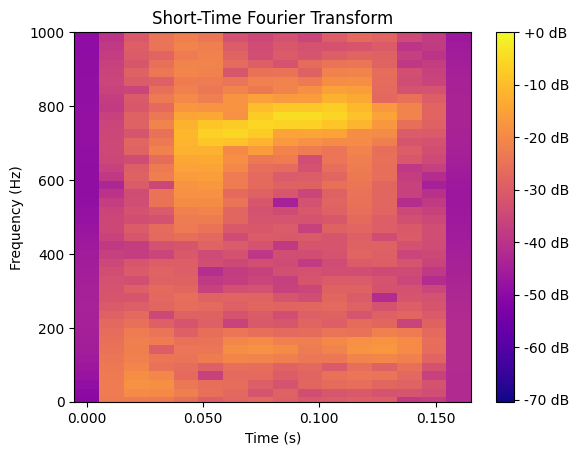 Short-Time Fourier Transform
1000
800
600
400
200
0
Frequency (Hz)
0.000
0.050
0.100
0.150
Time (s)
+0 dB
-10 dB
-20 dB
-30 dB
-40 dB
-50 dB
-60 dB
-70 dB